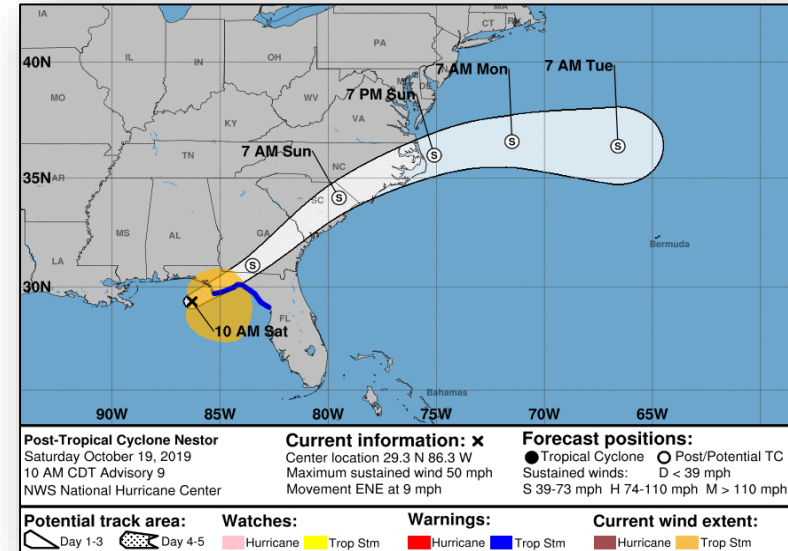 IA
IL
IN
OH
PA
CT
RI
NJ
MD
DE
40N
7 AM Mon
7 AM Tue
MO
WV
7 PM Sun
KY
VA
7 AM Sun
TN
NC
AR
35N
SC
MS
AL
GA
LA
Bermuda
30N
10 AM Sat
FL
S
S
S
S
S
Bahamas
90W
85W
80W
75W
70W
65W
Post-Tropical Cyclone Nestor
Saturday October 19, 2019
10 AM CDT Advisory 9
NWS National Hurricane Center
Current information: x
Center location 29.3 N 86.3 W
Maximum sustained wind 50 mph
Movement ENE at 9 mph
Forecast positions:
Tropical Cyclone Post/Potential TC
Sustained winds: D < 39 mph
S 39-73 mph H 74-110 mph M > 110 mph
Potential track area:
Day 1-3 Day 4-5
Watches:
Hurricane Trop Stm
Warnings:
Hurricane Trop Stm
Current wind extent:
Hurricane Trop Stm